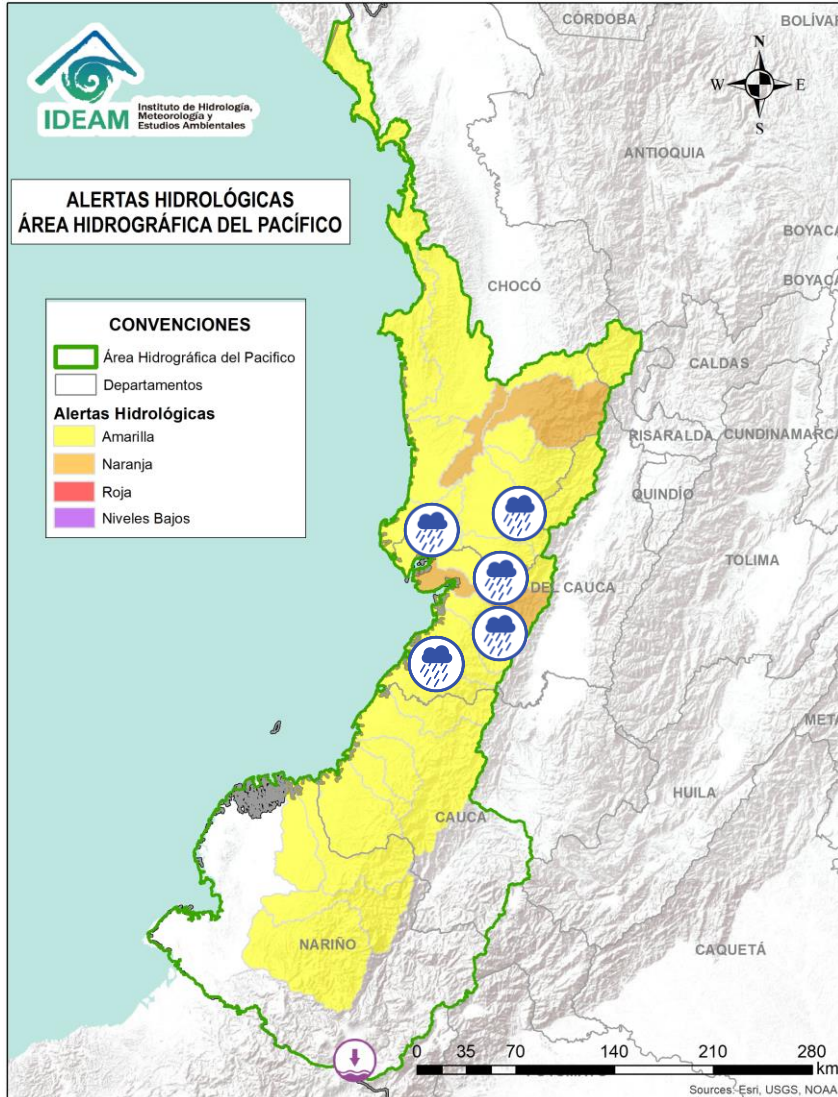 CÓRDOBA
BOLÍVAR
N
W
E
S
IDEAM
Instituto de Hidrología,
Meteorología y
Estudios Ambientales
ANTIOQUIA
ALERTAS HIDROLÓGICAS
ÁREA HIDROGRÁFICA DEL PACÍFICO
BOYACÁ
BOYACÁ
CHOCÓ
CONVENCIONES
Área Hidrográfica del Pacifico
Departamentos
Alertas Hidrológicas
Amarilla
Naranja
Roja
Niveles Bajos
CALDAS
RISARALDA
CUNDINAMARCA
QUINDÍO
TOLIMA
DEL CAUCA
META
HUILA
CAUCA
NARIÑO
CAQUETÁ
0 35 70 140 210 280
km
Sources: Esri, USGS, NOAA